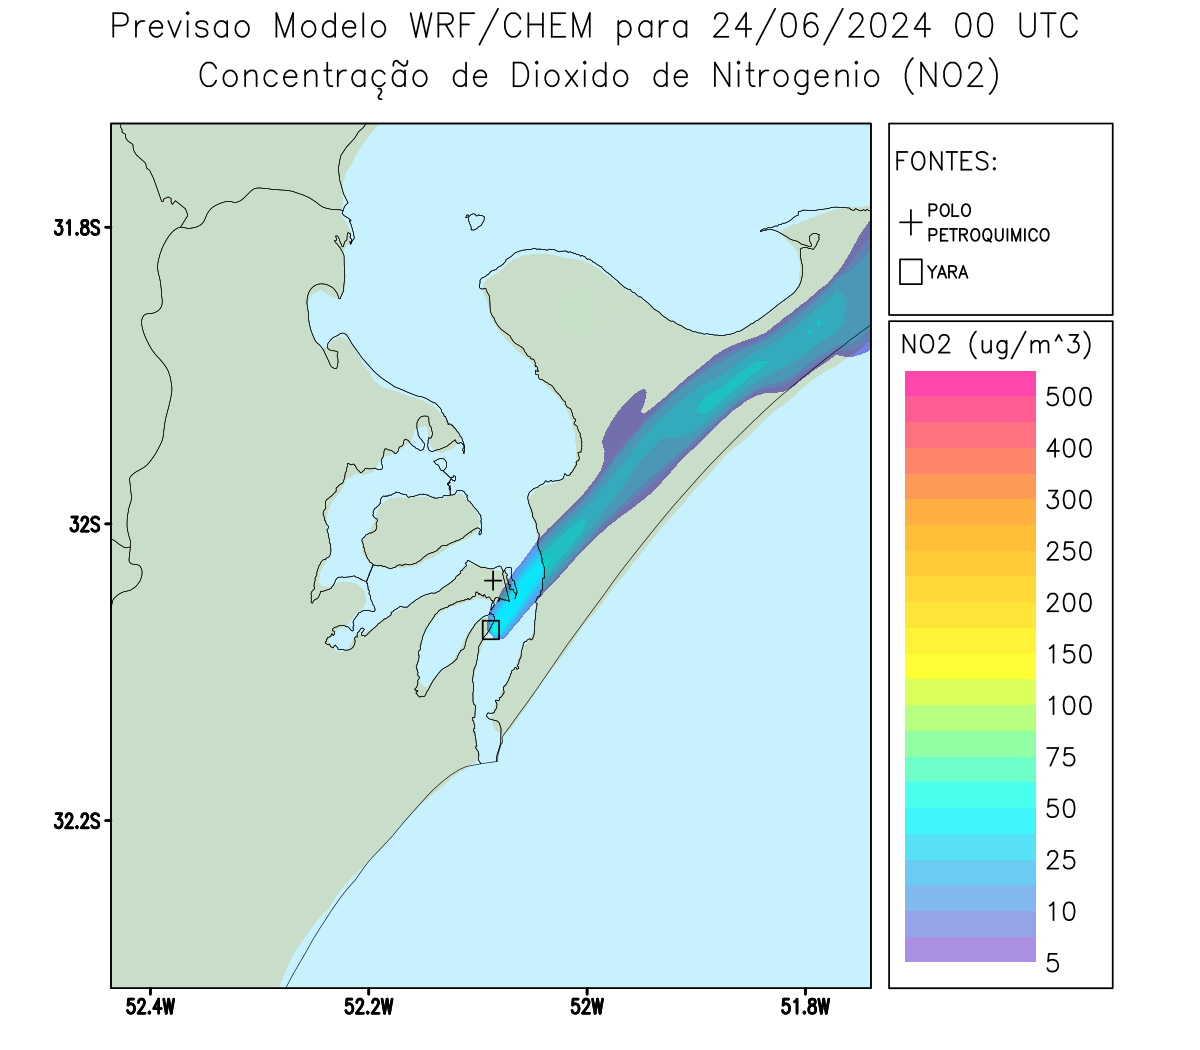 Previsao Modelo WRF/CHEM para 24/06/2024 00 UTC
Concentração de Dioxido de Nitrogenio (NO2)
FONTES:
POLO
PETROQUIMICO
YARA
NO2 (ug/m^3)
500
400
300
250
200
150
100
75
50
25
10
5
31.8S
32S
32.2S
52.4W
52.2W
52W
51.8W